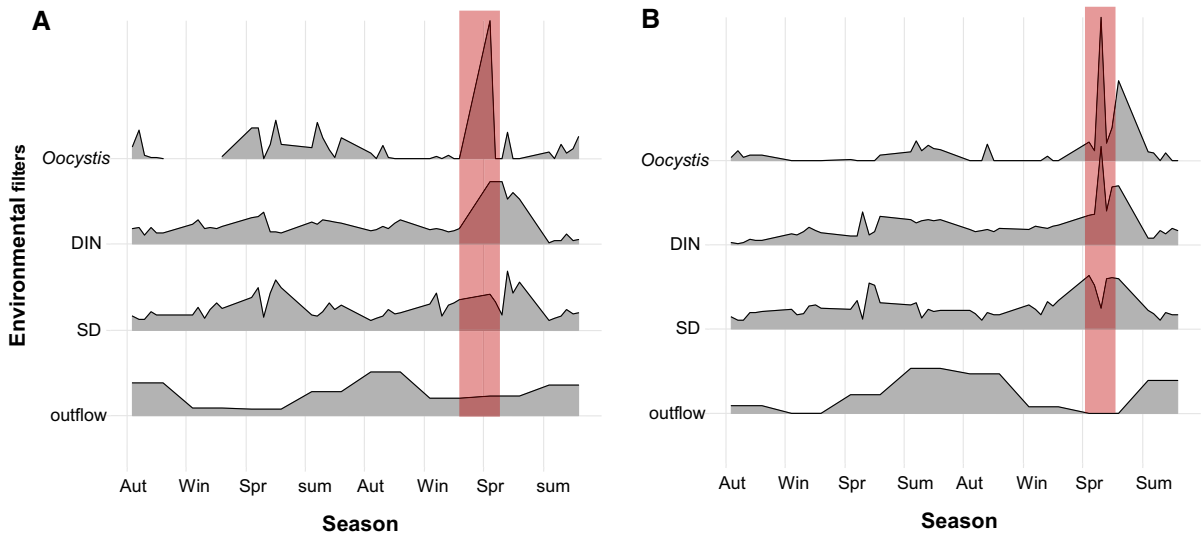 A
Environmental filters
Oocystis
DIN
SD
outflow
Aut Win Spr sum Aut Win Spr sum
Season
B
Oocystis
DIN
SD
outflow
Aut Win Spr Sum Aut Win Spr Sum
Season